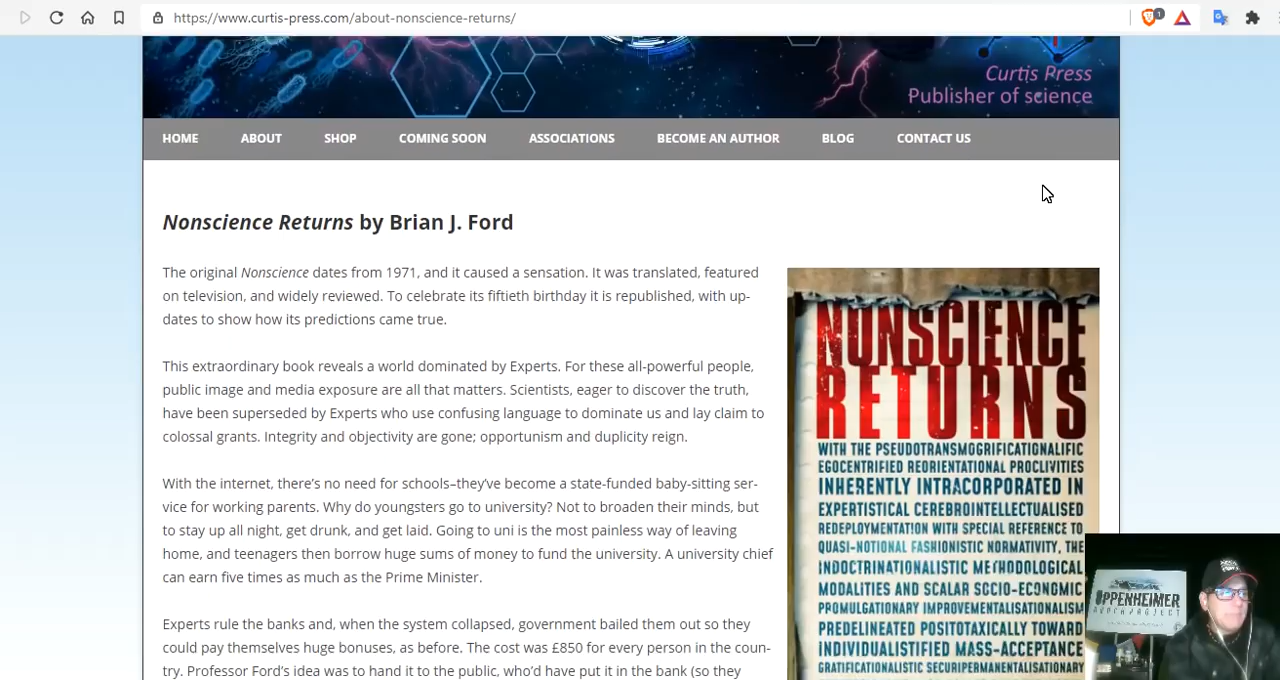 https://www.curtis-press.com/about-nonscience-returns/
1
Curtis Press
Publisher of science
HOME ABOUT SHOP COMING SOON ASSOCIATIONS BECOME AN AUTHOR BLOG CONTACT US
Nonscience Returns by Brian J. Ford
The original Nonscience dates from 1971, and it caused a sensation. It was translated, featured
on television, and widely reviewed. To celebrate its fiftieth birthday it is republished, with up-
dates to show how its predictions came true.
This extraordinary book reveals a world dominated by Experts. For these all-powerful people,
public image and media exposure are all that matters. Scientists, eager to discover the truth,
have been superseded by Experts who use confusing language to dominate us and lay claim to
colossal grants. Integrity and objectivity are gone; opportunism and duplicity reign.
With the internet, there's no need for schools–they've become a state-funded baby-sitting ser-
vice for working parents. Why do youngsters go to university? Not to broaden their minds, but
to stay up all night, get drunk, and get laid. Going to uni is the most painless way of leaving
home, and teenagers then borrow huge sums of money to fund the university. A university chief
can earn five times as much as the Prime Minister.
Experts rule the banks and, when the system collapsed, government bailed them out so they
could pay themselves huge bonuses, as before. The cost was £850 for every person in the coun-
try. Professor Ford's idea was to hand it to the public, who'd have put it in the bank (so they
NONSCIENCE
RETURNS
WITH THE PSEUDOTRANSMOGRIFICATIONALIFIC
EGOCENTRIFIED REORIENTATIONAL PROCLIVITIES
INHERENTLY INTRACORPORATED IN
EXPERTISTICAL CEREBROINTELLECTUALISED
REDEPLOYMENTATION WITH SPECIAL REFERENCE TO
QUASI-NOTIONAL FASHIONISTIC NORMATIVITY, THE
INDOCTRINATIONALISTIC METHODOLOGICAL
MODALITIES AND SCALAR SOCIO-ECONOMIC
PROMULGATIONARY IMPROVEMENTALISATIONALISM
PREDELINEATED POSITOTAXICALLY TOWARD
INDIVIDUALISTIFIED MASS-ACCEPTANCE
GRATIFICATIONALISTIC SECURIPERMANENTALISATIONARY
OPPENHEIMER